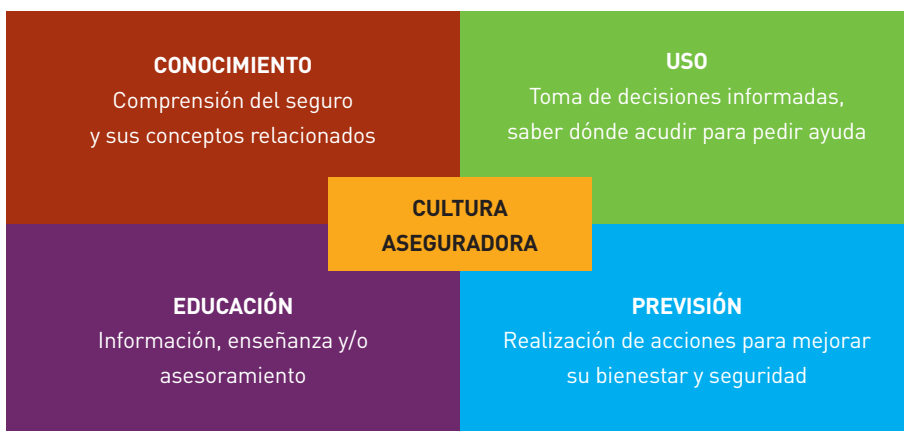 CONOCIMIENTO
Comprensión del seguro
y sus conceptos relacionados
USO
Toma de decisiones informadas,
saber dónde acudir para pedir ayuda
CULTURA
ASEGURADORA
EDUCACIÓN
Información, enseñanza y/o
asesoramiento
PREVISIÓN
Realización de acciones para mejorar
su bienestar y seguridad